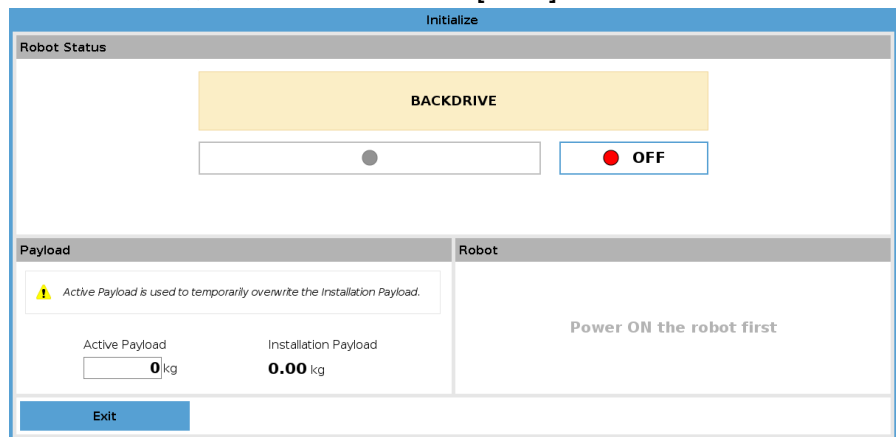 Initialize
Robot Status
BACKDRIVE
OFF
Payload
Robot
Active Payload is used to temporarily overwrite the Installation Payload.
Power ON the robot first
Active Payload Installation Payload
0 kg 0.00 kg
Exit